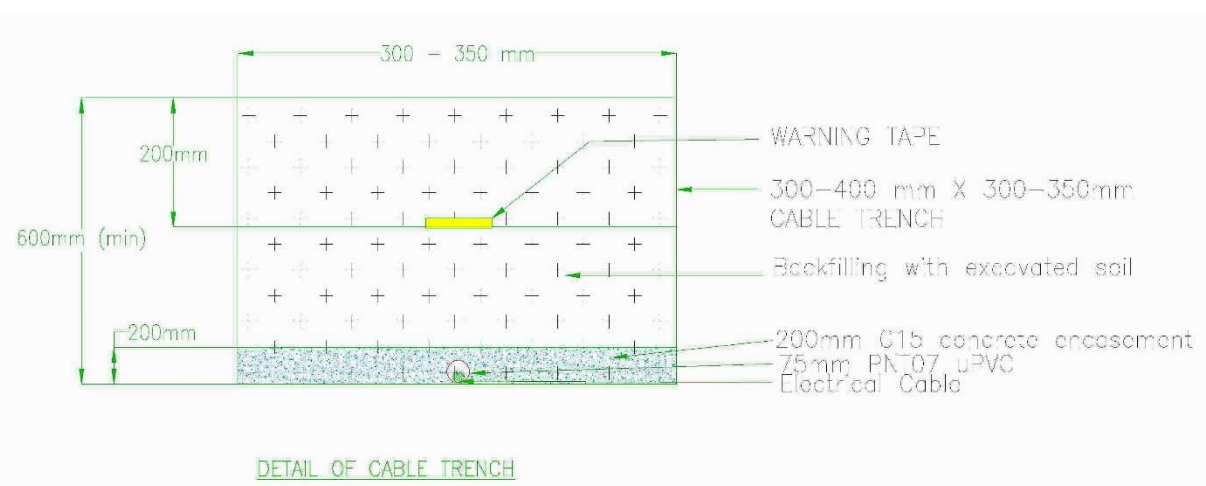 300 - 350 mm
200mm
WARNING TAPE
300-400 mm X 300-350mm
CABLE TRENCH
600mm (min)
Backfilling with excavated soil
200mm
200mm C15 concrete encasement
75mm PNT07 uPVC
Electrical Cable
DETAIL OF CABLE TRENCH